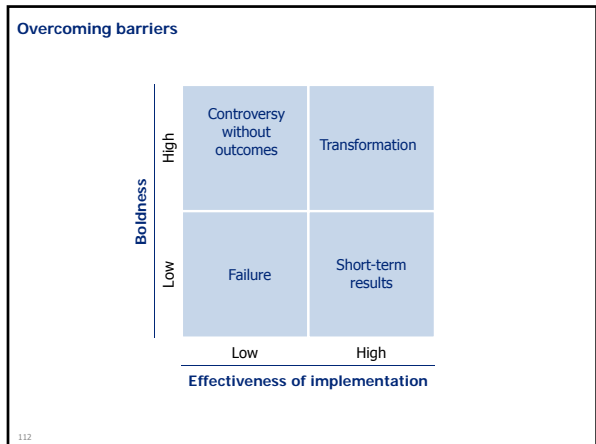 Overcoming barriers
Boldness
High
Low
Controversy
without
outcomes
Transformation
Failure
Short-term
results
Low
High
Effectiveness of implementation
112